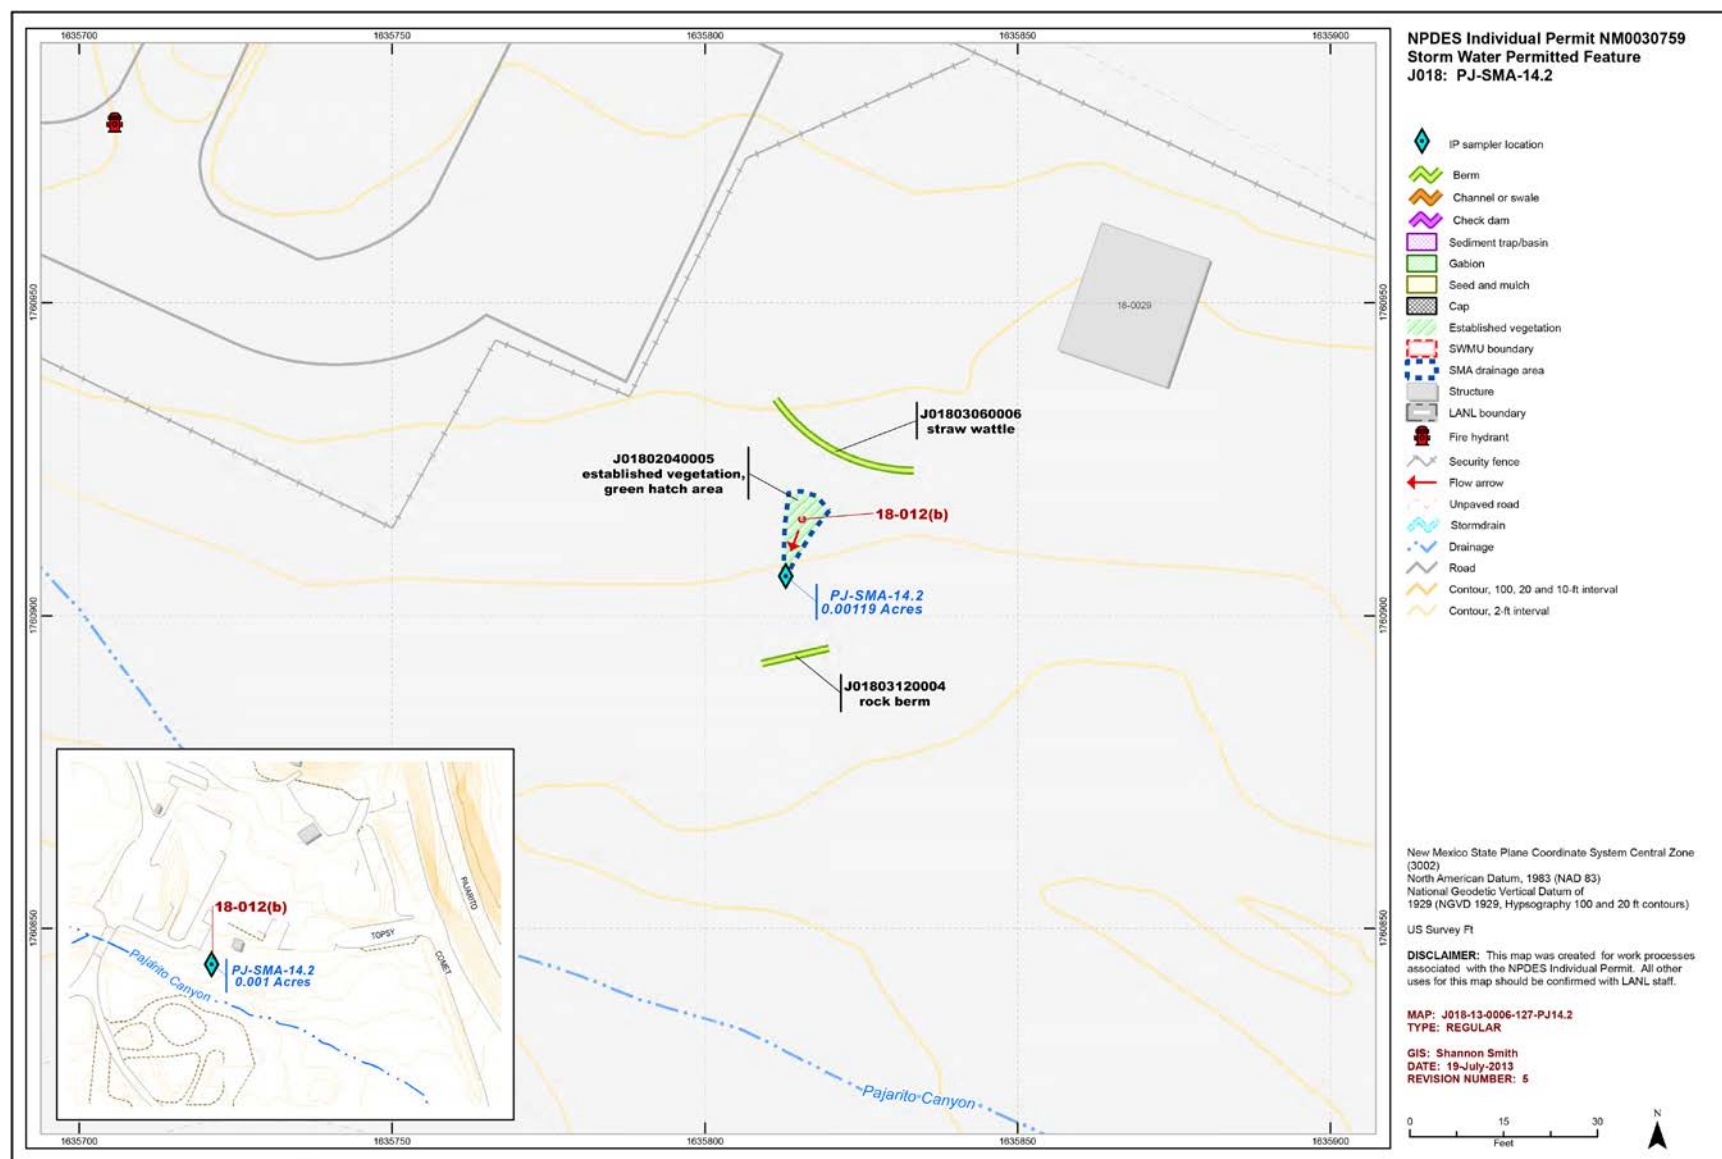 1635700 1635750 1635800 1635850 1635900
NPDES Individual Permit NM0030759
Storm Water Permitted Feature
J018: PJ-SMA-14.2
IP sampler location
Berm
Channel or swale
Check dam
Sediment trap/basin
Gabion
Seed and mulch
Cap
Established vegetation
SWMU boundary
SMA drainage area
Structure
LANL boundary
Fire hydrant
Security fence
Flow arrow
Unpaved road
Stormdrain
Drainage
Road
Contour, 100, 20 and 10-ft interval
Contour, 2-ft interval
1760950
1760950
18-0029
J01803060006
straw wattle
J01802040005
established vegetation,
green hatch area
18-012(b)
PJ-SMA-14.2
0.00119 Acres
1760900
1760900
J01803120004
rock berm
18-012(b)
PJ-SMA-14.2
0.001 Acres
Pajarito Canyon
TOPSY
COMET
PAJARITO
1760850
1760850
Pajarito Canyon
1635700 1635750 1635800 1635850 1635900
New Mexico State Plane Coordinate System Central Zone
(3002)
North American Datum, 1983 (NAD 83)
National Geodetic Vertical Datum of
1929 (NGVD 1929, Hypsography 100 and 20 ft contours)
US Survey Ft
DISCLAIMER: This map was created for work processes
associated with the NPDES Individual Permit. All other
uses for this map should be confirmed with LANL staff.
MAP: J018-13-0006-127-PJ14.2
TYPE: REGULAR
GIS: Shannon Smith
DATE: 19-July-2013
REVISION NUMBER: 5
0 15 30
Feet
N